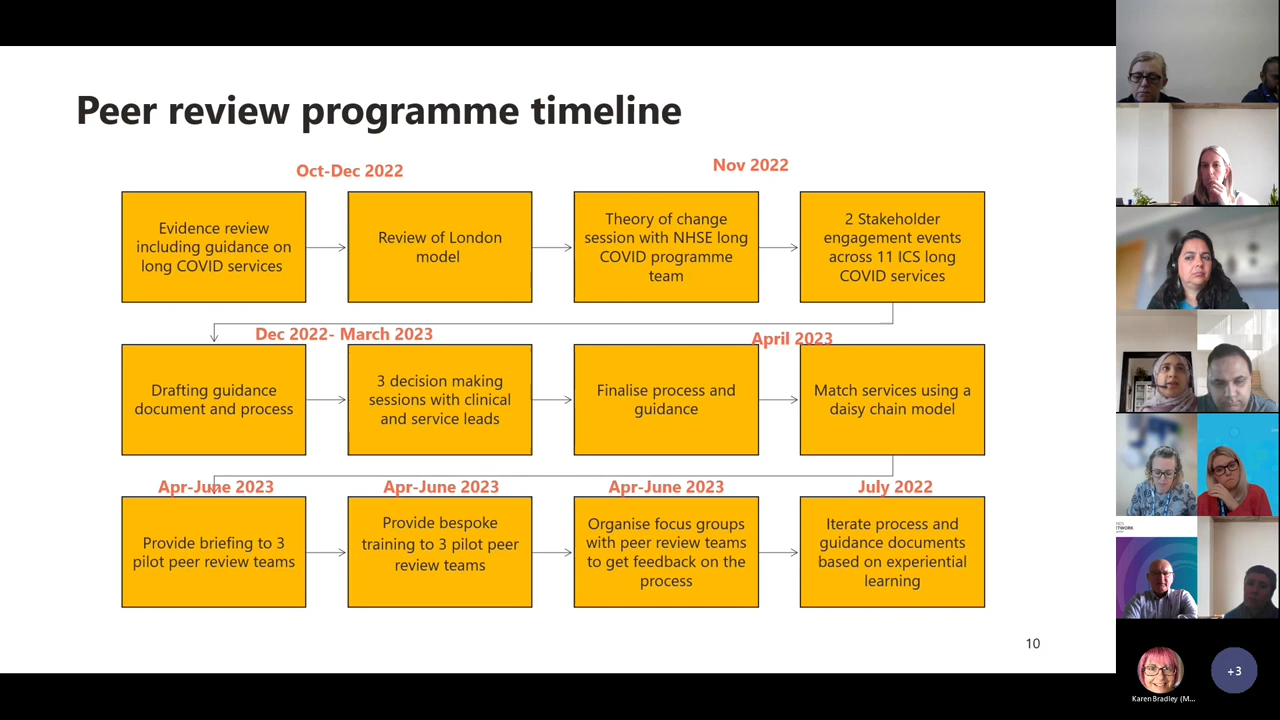 Peer review programme timeline
Oct-Dec 2022
Nov 2022
Evidence review
including guidance on
long COVID services
Review of London
model
Theory of change
session with NHSE long
COVID programme
team
2 Stakeholder
engagement events
across 11 ICS long
COVID services
Dec 2022- March 2023
April 2023
Drafting guidance
document and process
3 decision making
sessions with clinical
and service leads
Finalise process and
guidance
Match services using a
daisy chain model
Apr-June 2023
Apr-June 2023
Apr-June 2023
July 2022
Provide briefing to 3
pilot peer review teams
Provide bespoke
training to 3 pilot peer
review teams
Organise focus groups
with peer review teams
to get feedback on the
process
Iterate process and
guidance documents
based on experiential
learning
10
+3
Karen Bradley (M...